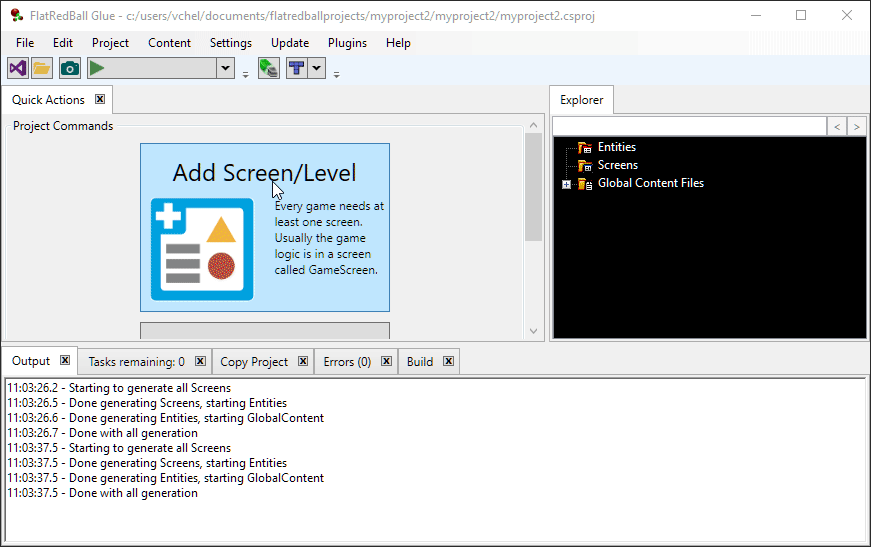 FlatRedBall Glue - c:/users/vchel/documents/flatredballprojects/myproject2/myproject2/myproject2.csproj
File Edit Project Content Settings Update Plugins Help
Quick Actions
Explorer
Project Commands
Add Screen/Level
Every game needs at
least one screen.
Usually the game
logic is in a screen
called GameScreen.
< >
Entities
Screens
Global Content Files
Output Tasks remaining: 0 Copy Project Errors (0) Build
11:03:26.2 - Starting to generate all Screens
11:03:26.5 - Done generating Screens, starting Entities
11:03:26.6 - Done generating Entities, starting GlobalContent
11:03:26.7 - Done with all generation
11:03:37.5 - Starting to generate all Screens
11:03:37.5 - Done generating Screens, starting Entities
11:03:37.5 - Done generating Entities, starting GlobalContent
11:03:37.5 - Done with all generation